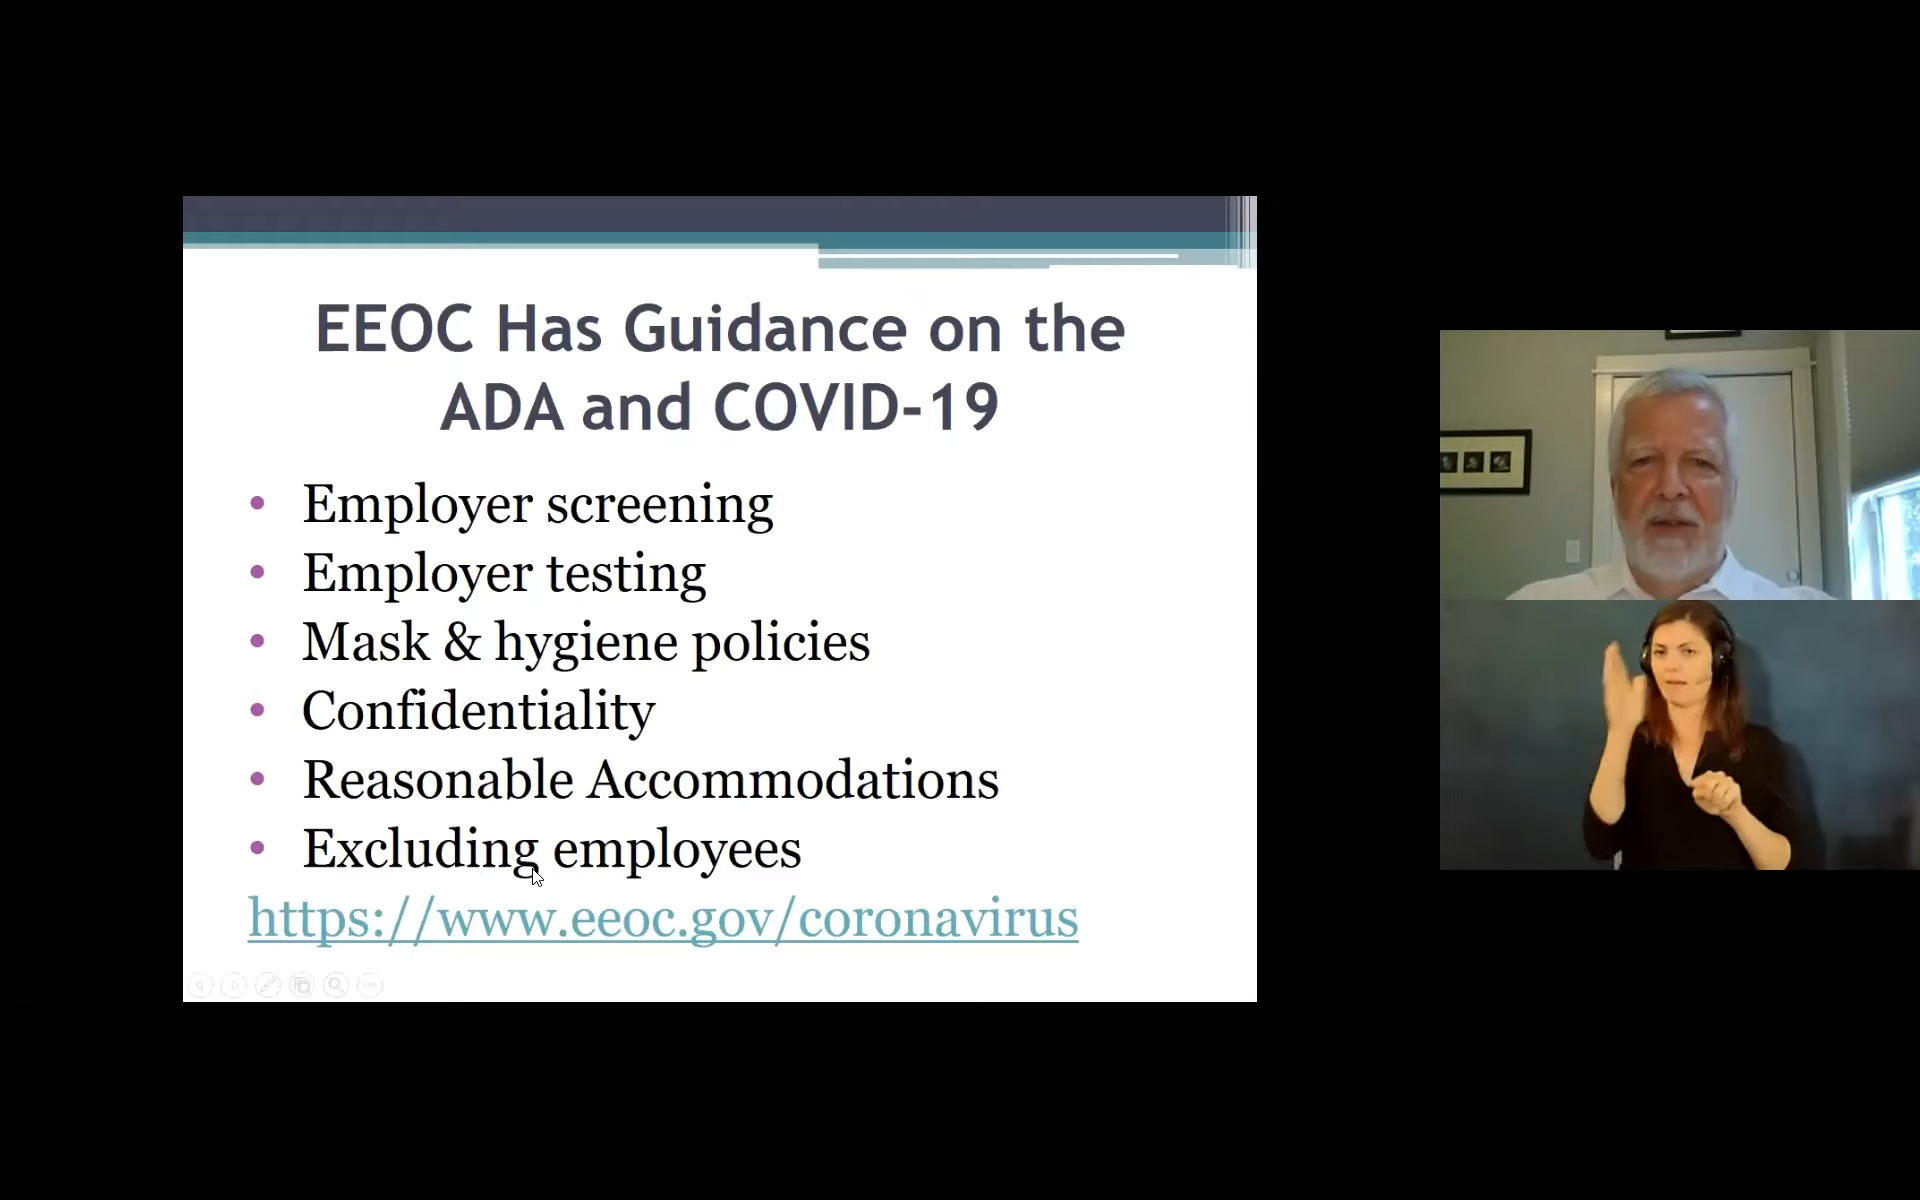 EEOC Has Guidance on the
ADA and COVID-19
• Employer screening
• Employer testing
• Mask & hygiene policies
• Confidentiality
• Reasonable Accommodations
• Excluding employees
https://www.eeoc.gov/coronavirus